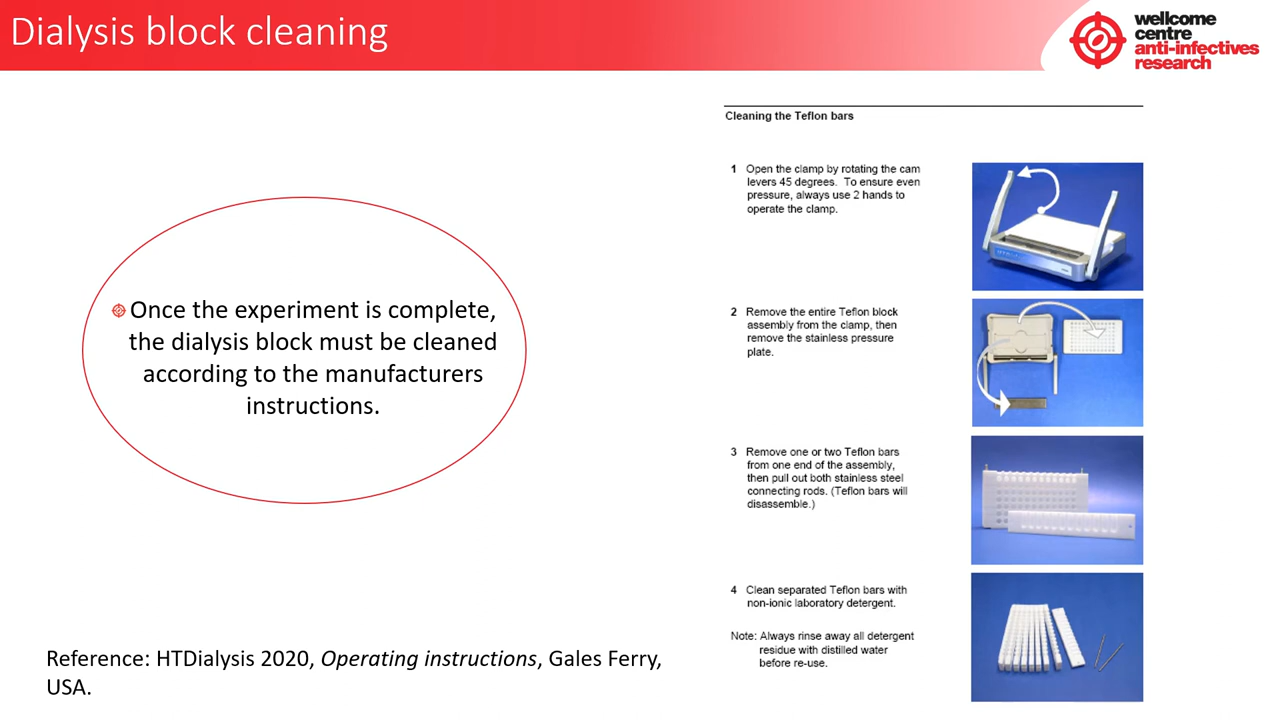 Dialysis block cleaning
wellcome
centre
anti-infectives
research
Once the experiment is complete,
the dialysis block must be cleaned
according to the manufacturers
instructions.
Reference: HTDialysis 2020, Operating instructions, Gales Ferry,
USA.
Cleaning the Teflon bars
1 Open the clamp by rotating the cam
levers 45 degrees. To ensure even
pressure, always use 2 hands to
operate the clamp.
2 Remove the entire Teflon block
assembly from the clamp, then
remove the stainless pressure
plate.
3 Remove one or two Teflon bars
from one end of the assembly,
then pull out both stainless steel
connecting rods. (Teflon bars will
disassemble.)
4 Clean separated Teflon bars with
non-ionic laboratory detergent.
Note: Always rinse away all detergent
residue with distilled water
before re-use.